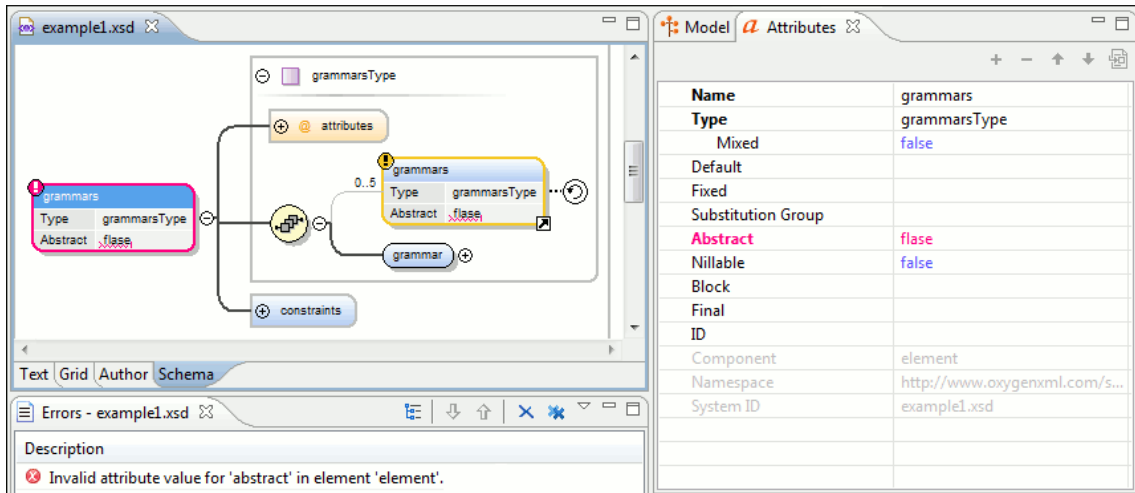 example1.xsd
grammarsType
attributes
grammars
0..5
Type grammarsType
Abstract flase
grammars
Type grammarsType
Abstract flase
grammar
constraints
Text Grid Author Schema
Errors - example1.xsd
Description
Invalid attribute value for 'abstract' in element 'element'.
Model a Attributes
Name grammars
Type grammarsType
Mixed false
Default
Fixed
Substitution Group
Abstract flase
Nillable false
Block
Final
ID
Component element
Namespace http://www.oxygenxml.com/s...
System ID example1.xsd